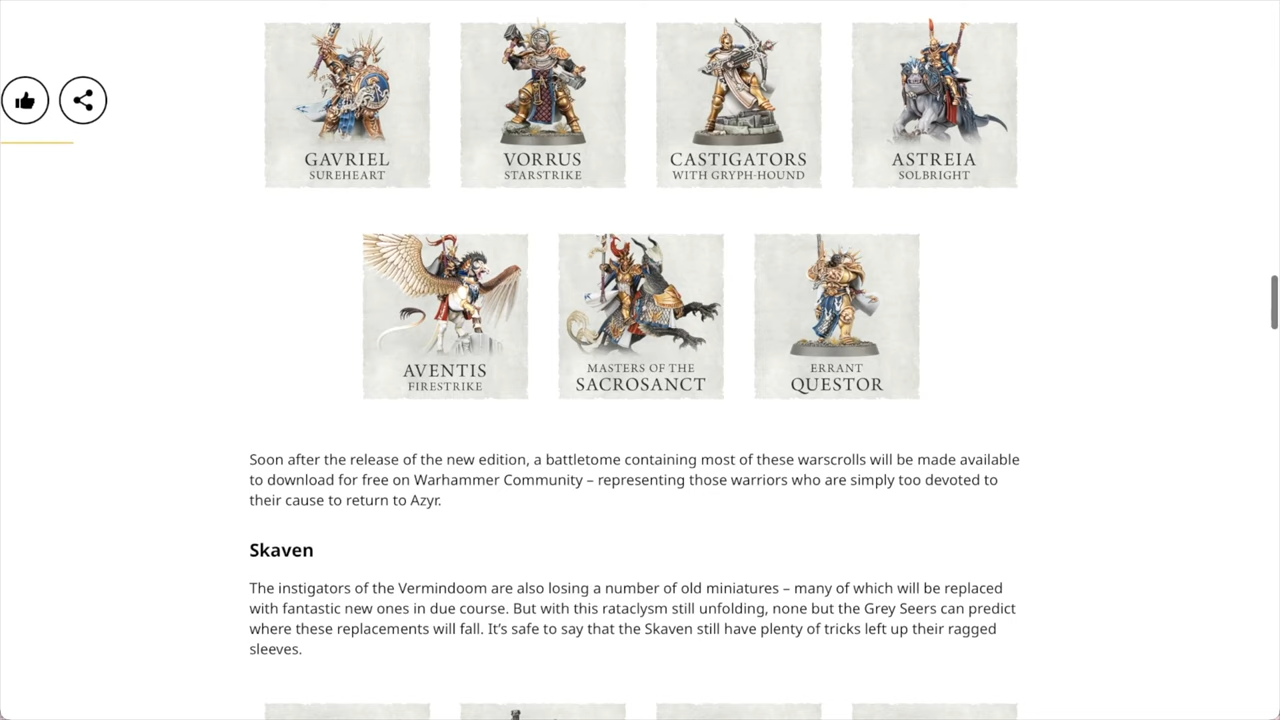 GAVRIEL
SUREHEART
VORRUS
STARSTRIKE
CASTIGATORS
WITH GRYPH-HOUND
ASTREIA
SOLBRIGHT
AVENTIS
FIRESTRIKE
MASTERS OF THE
SACROSANCT
ERRANT
QUESTOR
Soon after the release of the new edition, a battletome containing most of these warscrolls will be made available
to download for free on Warhammer Community – representing those warriors who are simply too devoted to
their cause to return to Azyr.
Skaven
The instigators of the Vermindoom are also losing a number of old miniatures – many of which will be replaced
with fantastic new ones in due course. But with this rataclysm still unfolding, none but the Grey Seers can predict
where these replacements will fall. It’s safe to say that the Skaven still have plenty of tricks left up their ragged
sleeves.